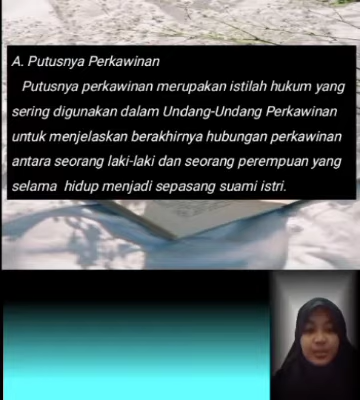 A. Putusnya Perkawinan
Putusnya perkawinan merupakan istilah hukum yang
sering digunakan dalam Undang-Undang Perkawinan
untuk menjelaskan berakhirnya hubungan perkawinan
antara seorang laki-laki dan seorang perempuan yang
selama hidup menjadi sepasang suami istri.